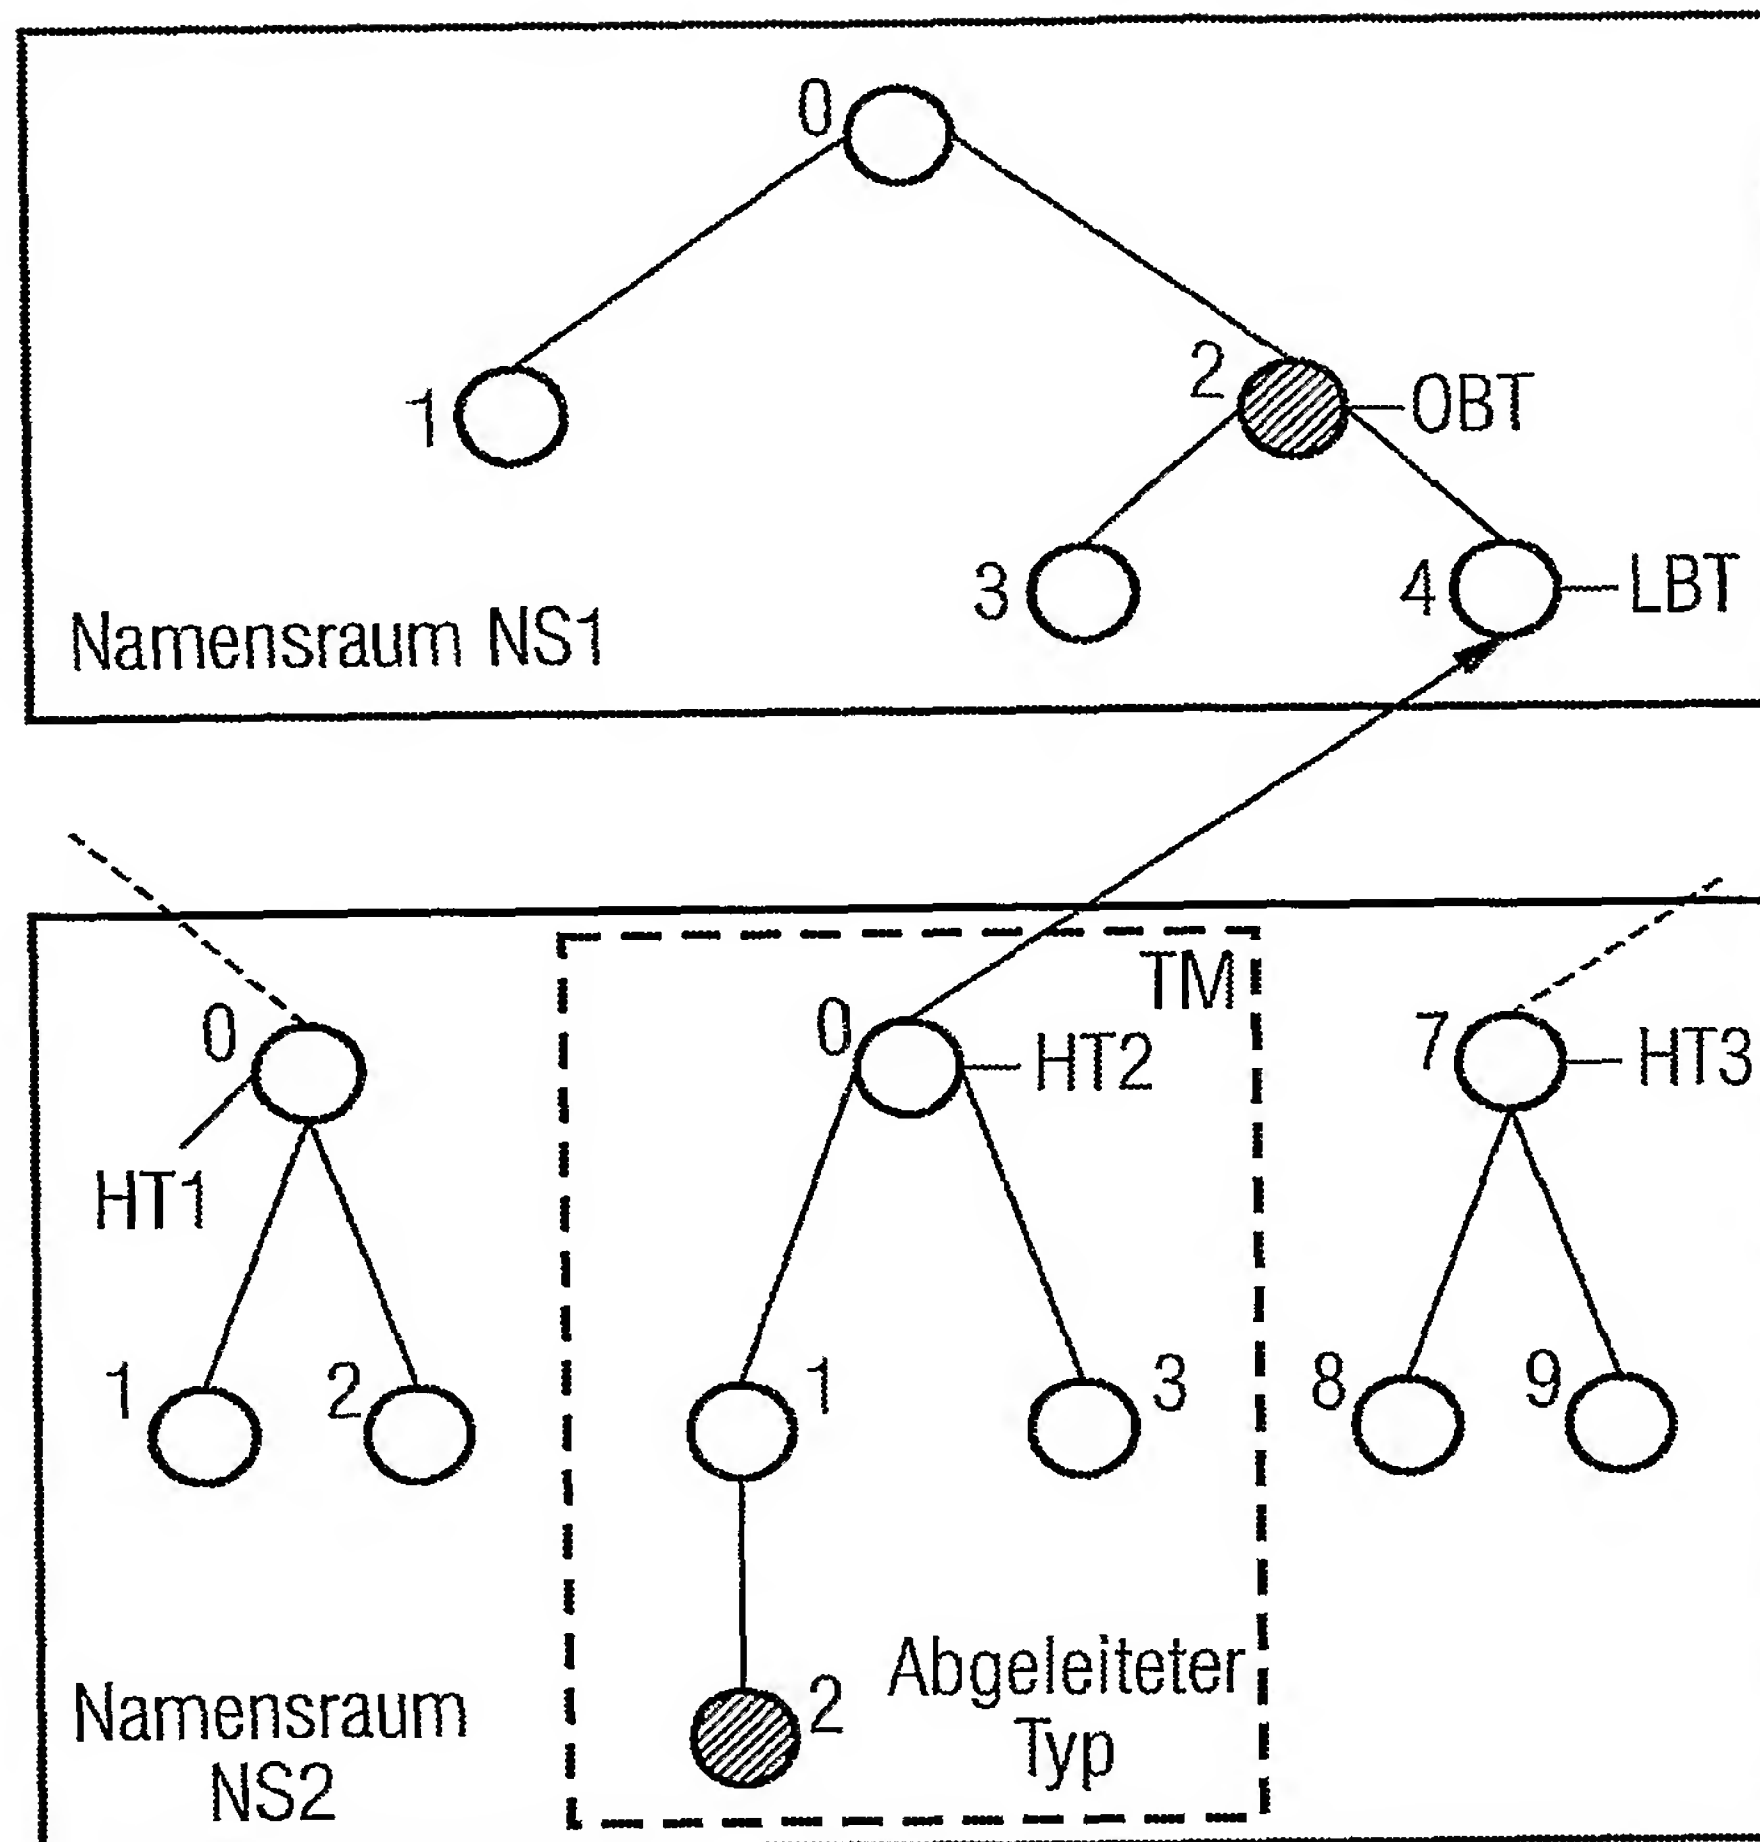 0
2
OBT
1
3
4
LBT
Namensraum NS1
TM
0
0
HT2
7
HT3
HT1
1
2
1
3
8
9
Abgeleiteter
Typ
2
Namensraum
NS2